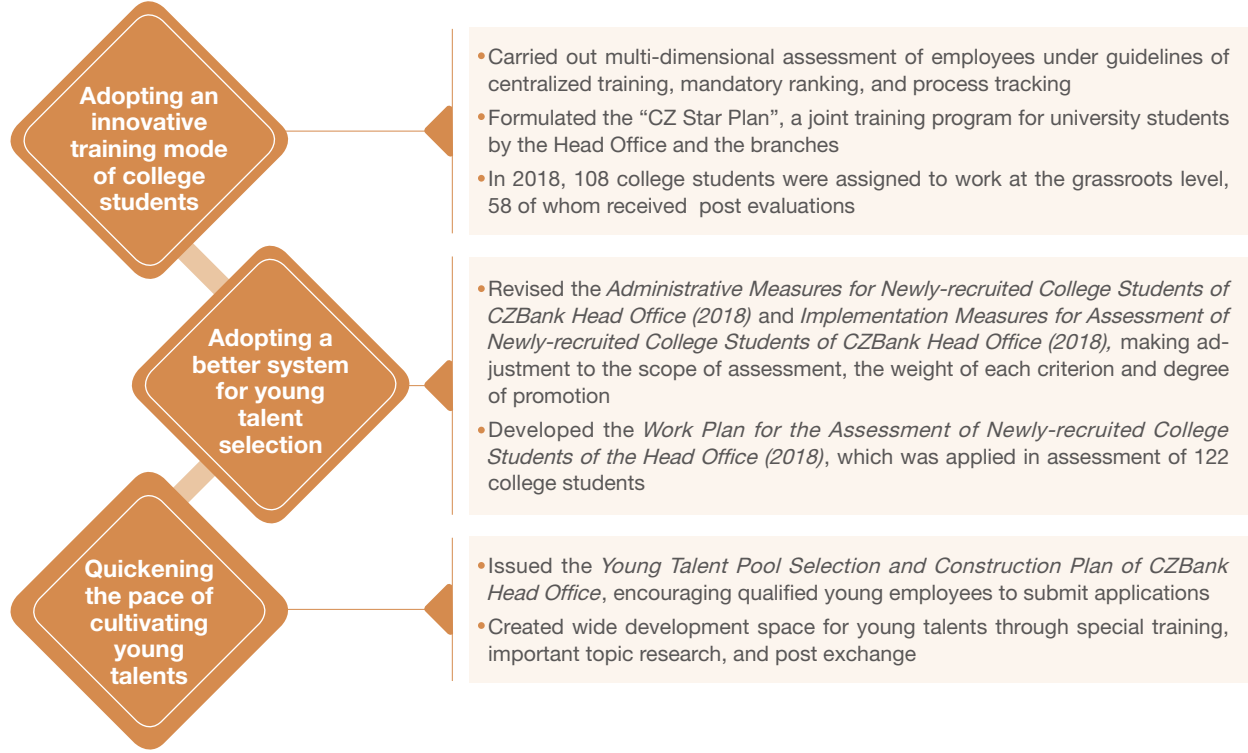 Adopting an
innovative
training mode
of college
students
•Carried out multi-dimensional assessment of employees under guidelines of
centralized training, mandatory ranking, and process tracking
•Formulated the “CZ Star Plan”, a joint training program for university students
by the Head Office and the branches
•In 2018, 108 college students were assigned to work at the grassroots level,
58 of whom received post evaluations
Adopting a
better system
for young
talent
selection
•Revised the Administrative Measures for Newly-recruited College Students of
CZBank Head Office (2018) and Implementation Measures for Assessment of
Newly-recruited College Students of CZBank Head Office (2018), making ad-
justment to the scope of assessment, the weight of each criterion and degree
of promotion
•Developed the Work Plan for the Assessment of Newly-recruited College
Students of the Head Office (2018), which was applied in assessment of 122
college students
Quickening
the pace of
cultivating
young
talents
•Issued the Young Talent Pool Selection and Construction Plan of CZBank
Head Office, encouraging qualified young employees to submit applications
•Created wide development space for young talents through special training,
important topic research, and post exchange